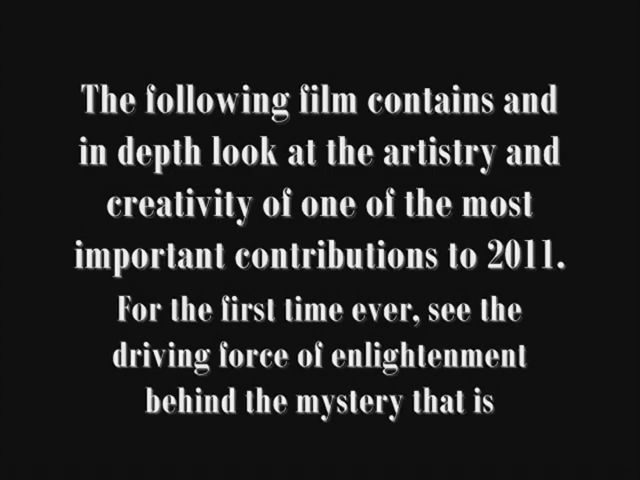 The following film contains and
in depth look at the artistry and
creativity of one of the most
important contributions to 2011.
For the first time ever, see the
driving force of enlightenment
behind the mystery that is